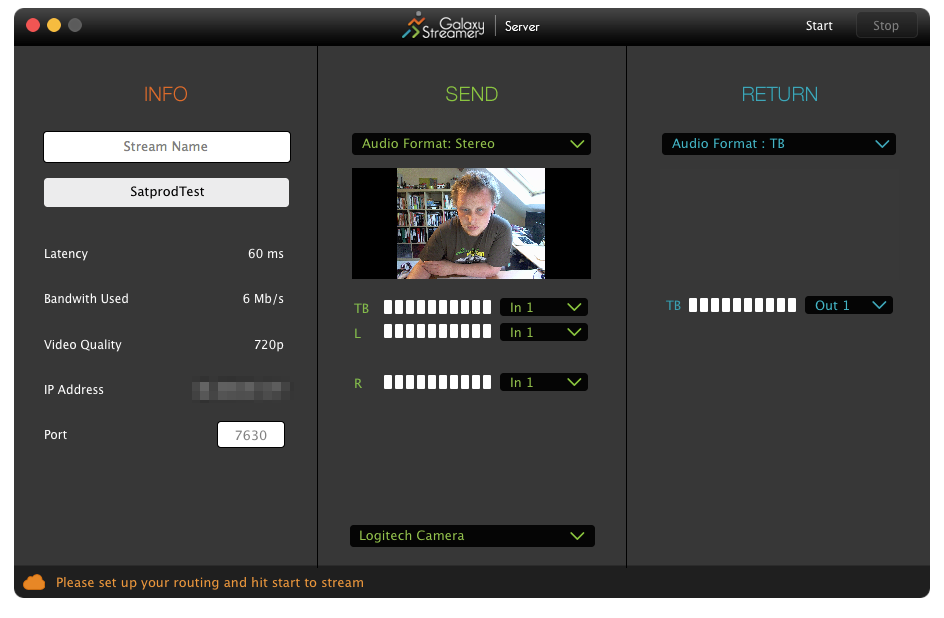 Galaxy
Streamer
Server
Start
Stop
INFO
Stream Name
SatprodTest
Latency
60 ms
Bandwith Used
6 Mb/s
Video Quality
720p
IP Address
Port
7630
SEND
Audio Format: Stereo
TB
In 1
L
In 1
R
In 1
Logitech Camera
RETURN
Audio Format : TB
TB
Out 1
Please set up your routing and hit start to stream